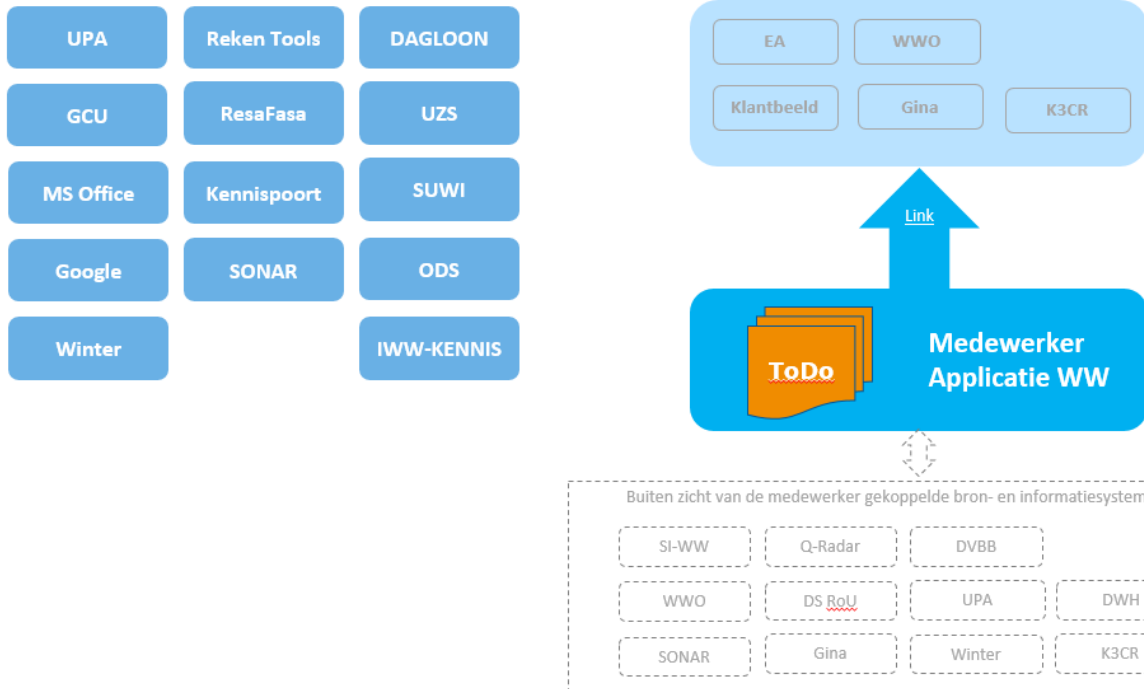 UPA
Reken Tools
DAGLOON
GCU
ResaFasa
UZS
MS Office
Kennispoort
SUWI
Google
SONAR
ODS
Winter
IWW-KENNIS
EA
WWO
Klantbeeld
Gina
K3CR
Link
ToDo
Medewerker
Applicatie WW
Buiten zicht van de medewerker gekoppelde bron- en informatiesystem
SI-WW
Q-Radar
DVBB
WWO
DS RoU
UPA
DWH
SONAR
Gina
Winter
K3CR